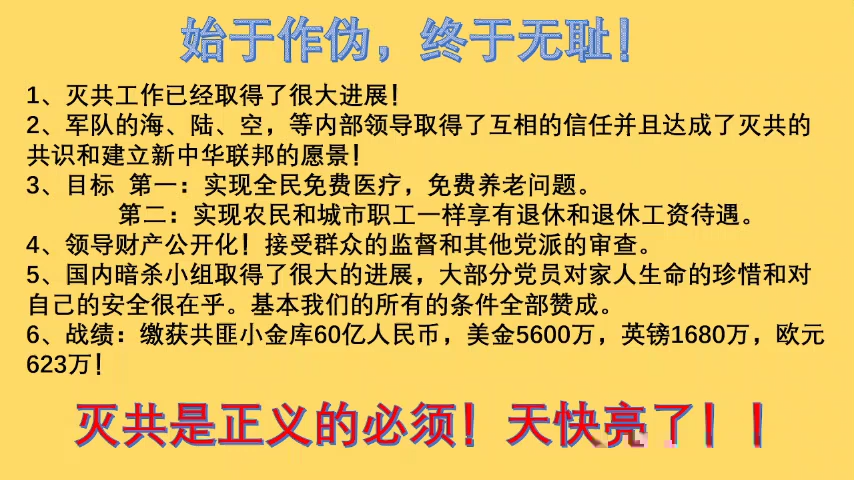 始于作伪，终于无耻！
1、灭共工作已经取得了很大进展！
2、军队的海、陆、空，等内部领导取得了互相的信任并且达成了灭共的
共识和建立新中华联邦的愿景！
3、目标 第一：实现全民免费医疗，免费养老问题。
第二：实现农民和城市职工一样享有退休和退休工资待遇。
4、领导财产公开化！接受群众的监督和其他党派的审查。
5、国内暗杀小组取得了很大的进展，大部分党员对家人生命的珍惜和对
自己的安全很在乎。基本我们的所有的条件全部赞成。
6、战绩：缴获共匪小金库60亿人民币，美金5600万，英镑1680万，欧元
623万！
灭共是正义的必须！天快亮了！！